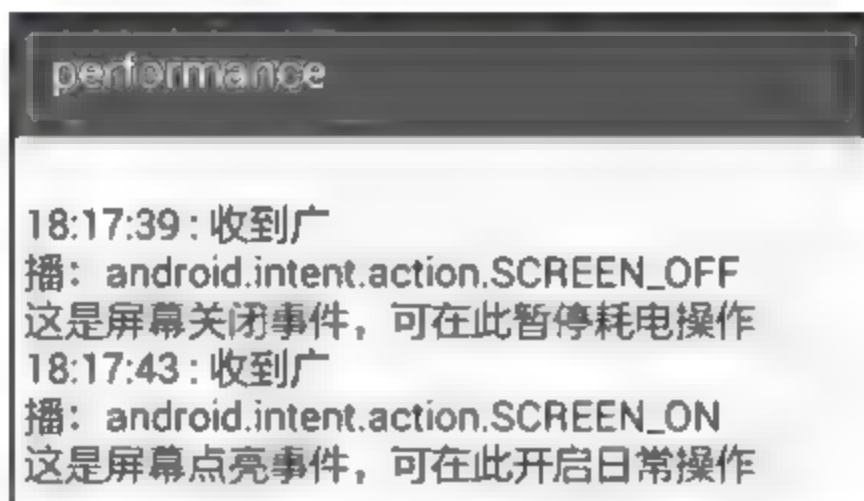 performance
18:17:39 : 收到广
播：android.intent.action.SCREEN_OFF
这是屏幕关闭事件，可在此暂停耗电操作
18:17:43 : 收到广
播：android.intent.action.SCREEN_ON
这是屏幕点亮事件，可在此开启日常操作